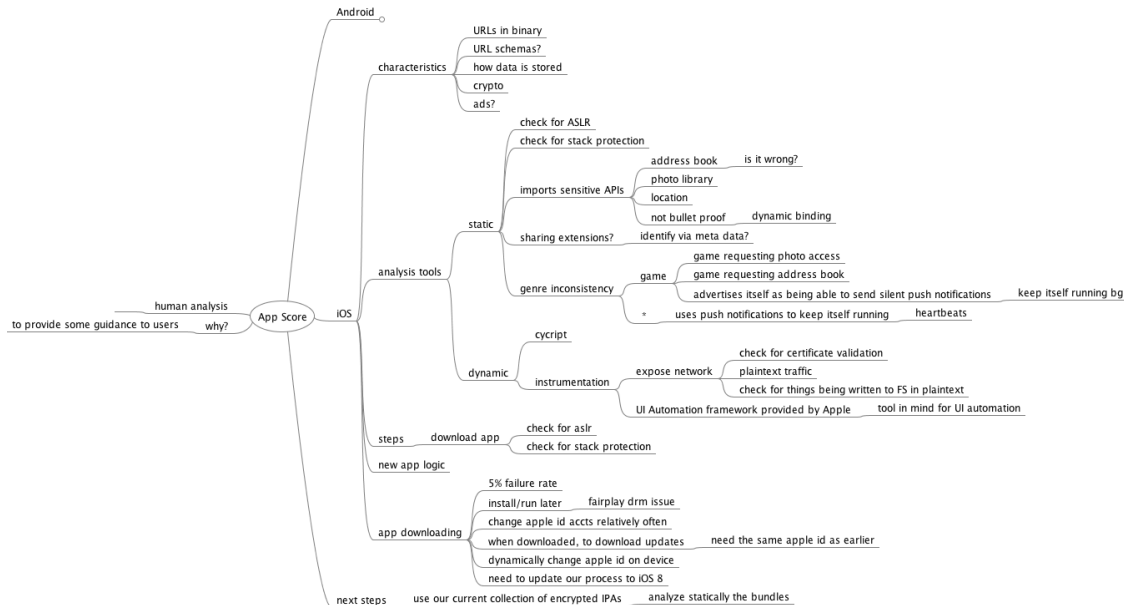 Android
URLs in binary
URL schemas?
characteristics
how data is stored
crypto
ads?
check for ASLR
check for stack protection
address book
is it wrong?
photo library
imports sensitive APIs
location
not bullet proof
dynamic binding
static
sharing extensions?
identify via meta data?
game requesting photo access
analysis tools
game
game requesting address book
genre inconsistency
advertises itself as being able to send silent push notifications
keep itself running bg
human analysis
App Score
iOS
*
uses push notifications to keep itself running
heartbeats
to provide some guidance to users
why?
cycript
check for certificate validation
dynamic
expose network
plaintext traffic
instrumentation
check for things being written to FS in plaintext
UI Automation framework provided by Apple
tool in mind for UI automation
steps
download app
check for aslr
check for stack protection
new app logic
5% failure rate
install/run later
fairplay drm issue
change apple id accts relatively often
app downloading
when downloaded, to download updates
need the same apple id as earlier
dynamically change apple id on device
need to update our process to iOS 8
next steps
use our current collection of encrypted IPAs
analyze statically the bundles